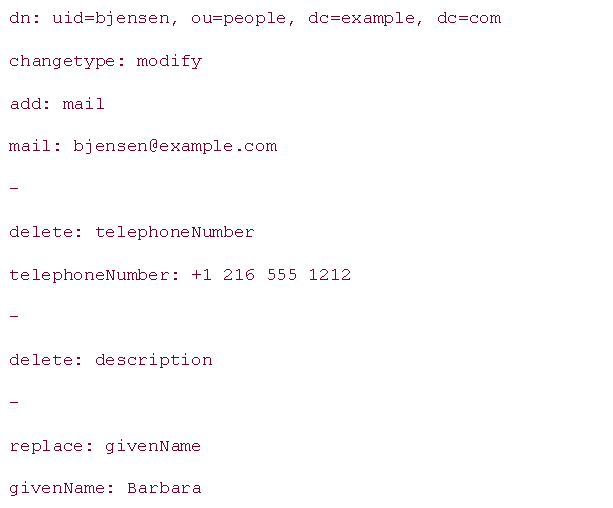 dn: uid=bjensen, ou=people, dc=example, dc=com
changetype: modify
add: mail
mail: bjensen@example.com
-
delete: telephoneNumber
telephoneNumber: +1 216 555 1212
-
delete: description
-
replace: givenName
givenName: Barbara